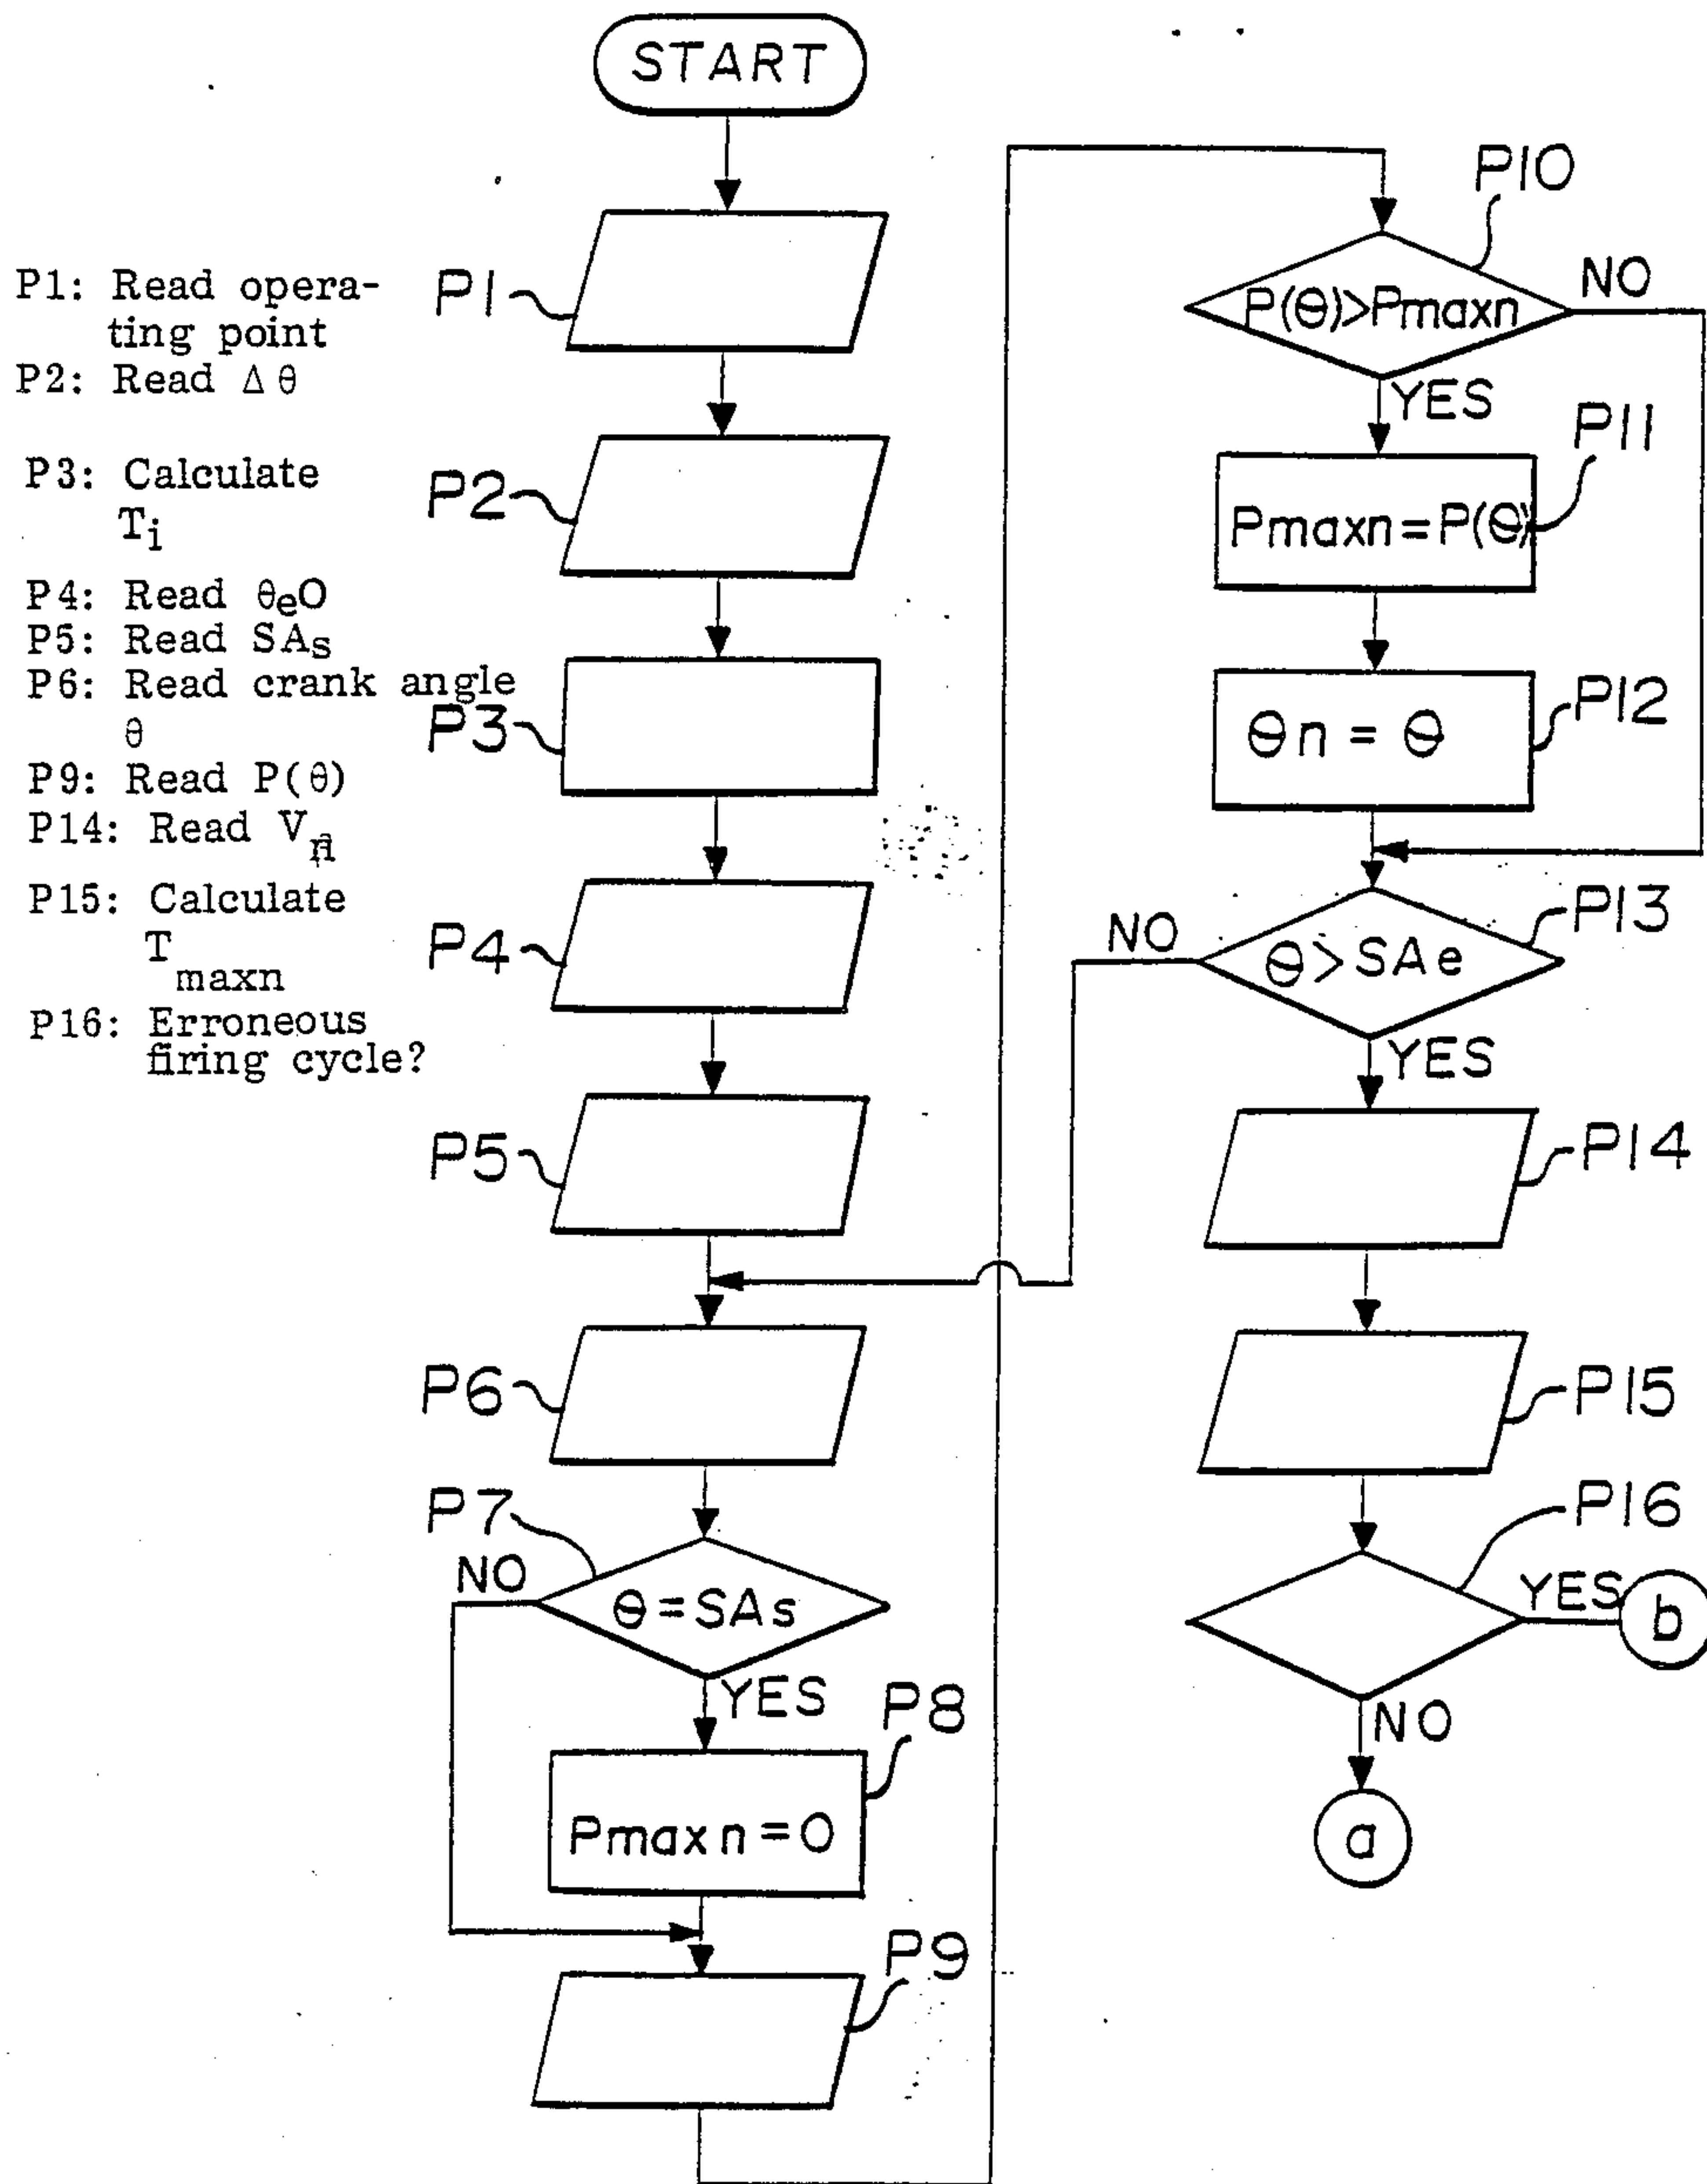 START
P1: Read opera-
ting point
P2: Read Δ θ
P3: Calculate
Ti
P4: Read θeO
P5: Read SAs
P6: Read crank angle
θ
P9: Read P(θ)
P14: Read
P15: Calculate
T
maxn
P16: Erroneous
firing cycle?
P1
P2
P3
P4
P5
P6
P7
NO
θ=SAs
YES
P8
Pmaxn=0
P9
P10
P(θ)>Pmaxn
NO
YES
P11
Pmaxn=P(θ)
P12
θn = θ
P13
NO
θ>SAe
YES
P14
P15
P16
YES
b
NO
a